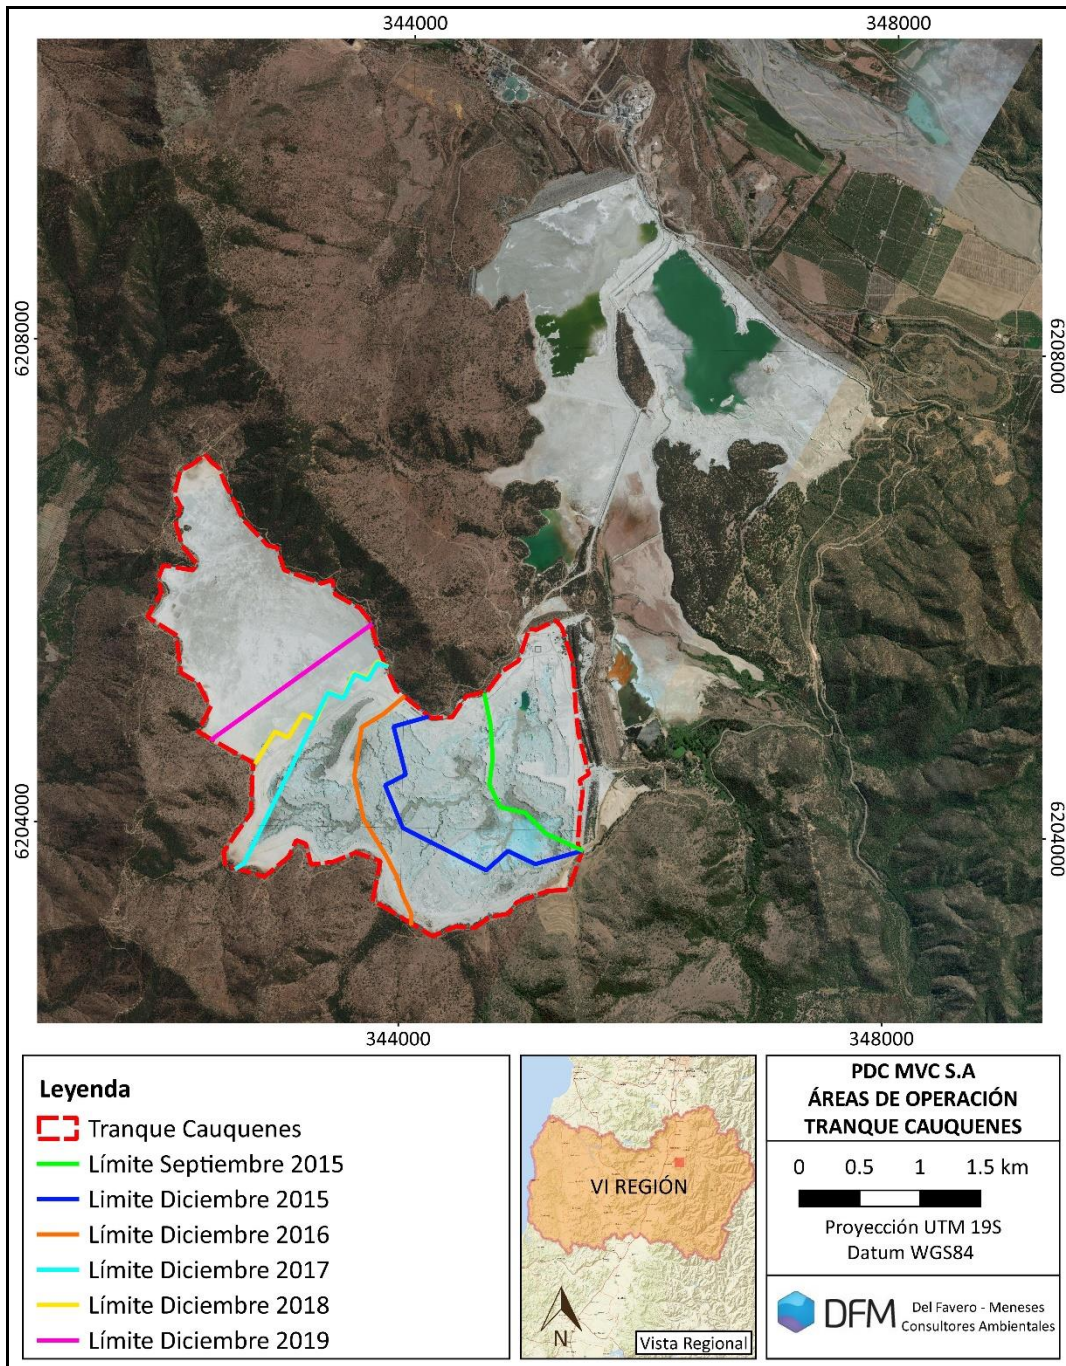 344000
348000
6208000
6208000
6204000
6204000
344000
348000
Leyenda
Tranque Cauquenes
Límite Septiembre 2015
Limite Diciembre 2015
Límite Diciembre 2016
Límite Diciembre 2017
Límite Diciembre 2018
Límite Diciembre 2019
VI REGIÓN
N
Vista Regional
PDC MVC S.A
ÁREAS DE OPERACIÓN
TRANQUE CAUQUENES
0 0.5 1 1.5 km
Proyección UTM 19S
Datum WGS84
DFM
Del Favero - Meneses
Consultores Ambientales